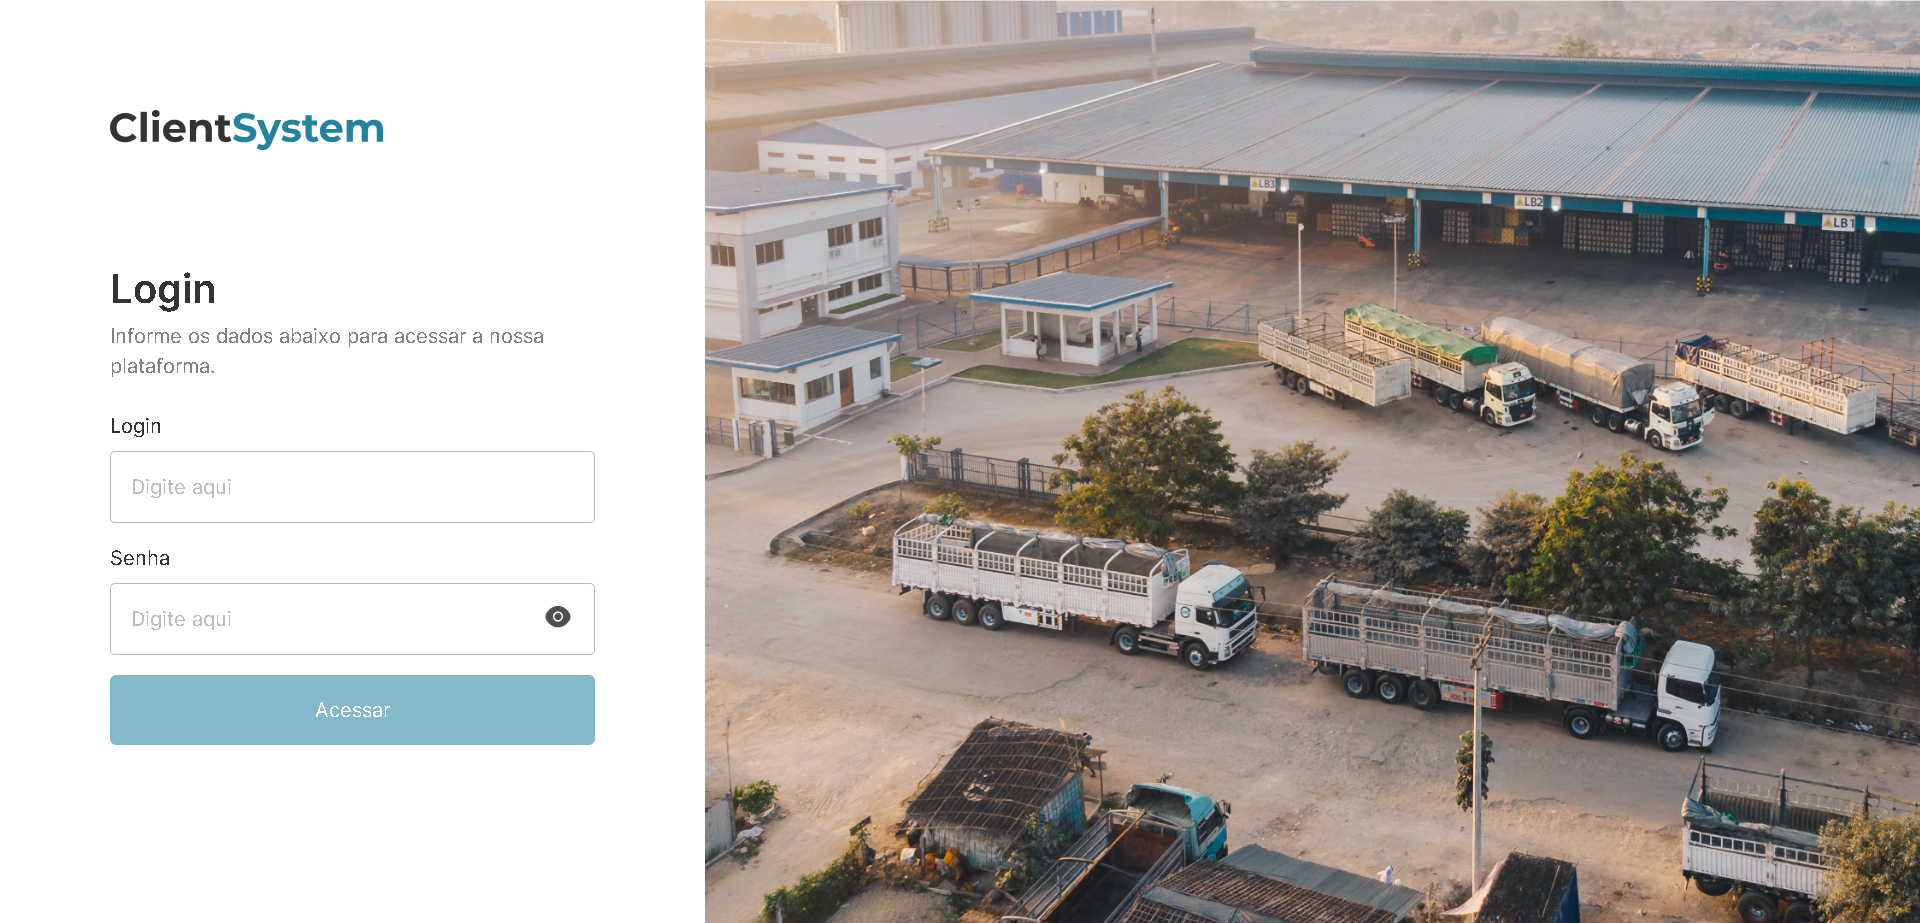 ClientSystem
Login
Informe os dados abaixo para acessar a nossa
plataforma.
Login
Digite aqui
Senha
Digite aqui
Acessar
LB3
LB2
LB1